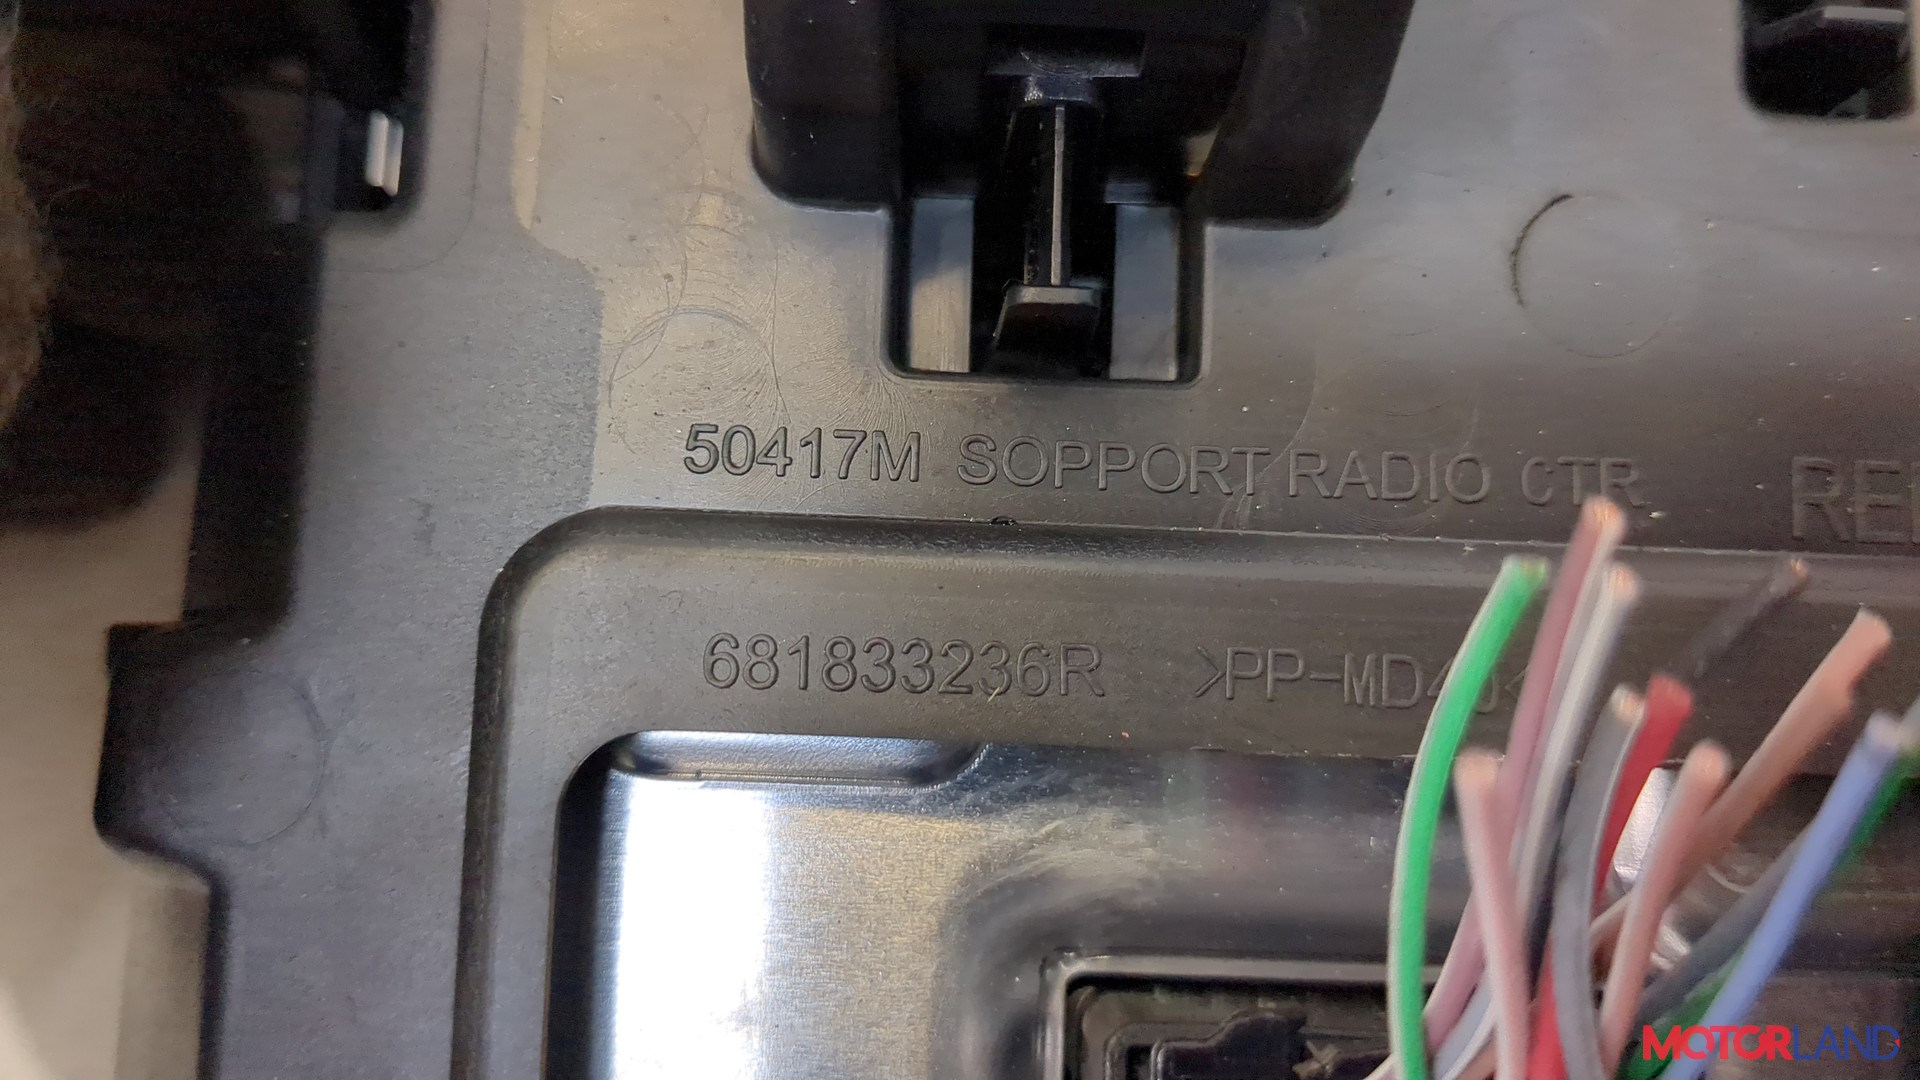 50417M SOPPORT RADIO CTR
681833236R >PP-MD40<
MOTORLAND